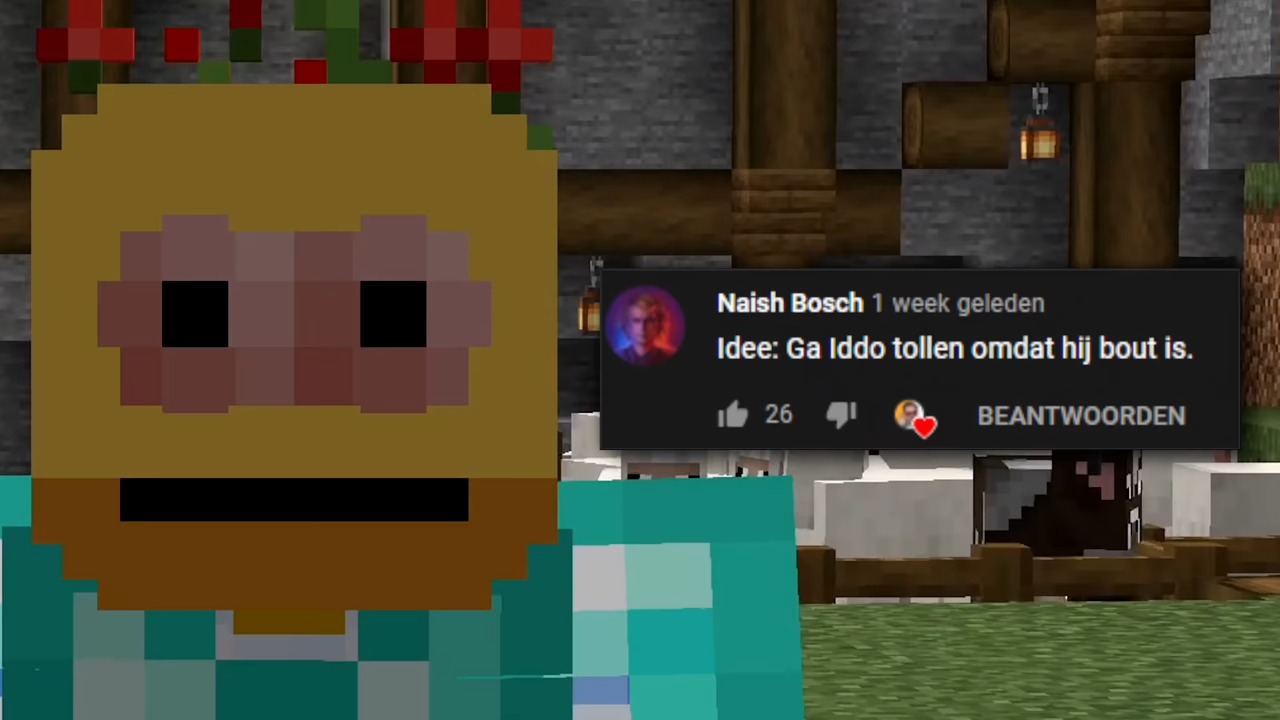 Naish Bosch 1 week geleden
Idee: Ga Iddo tollen omdat hij bout is.
26 BEANTWOORDEN